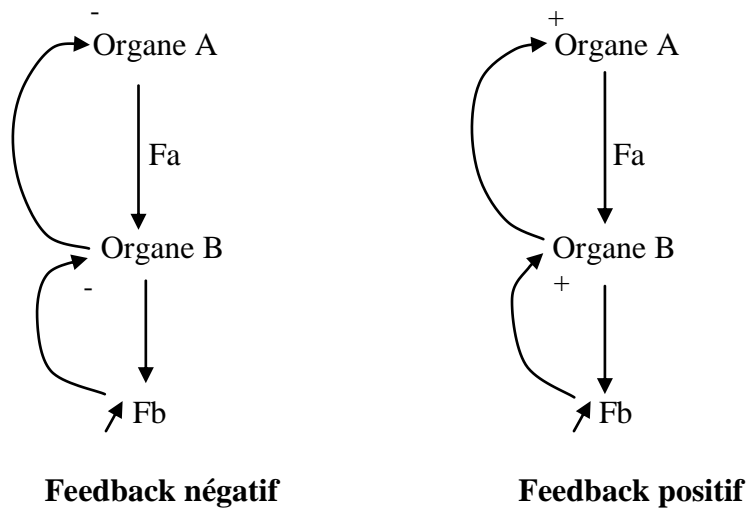 -
Organe A
Fa
Organe B
-
Fb
Feedback négatif
+
Organe A
Fa
Organe B
+
Fb
Feedback positif